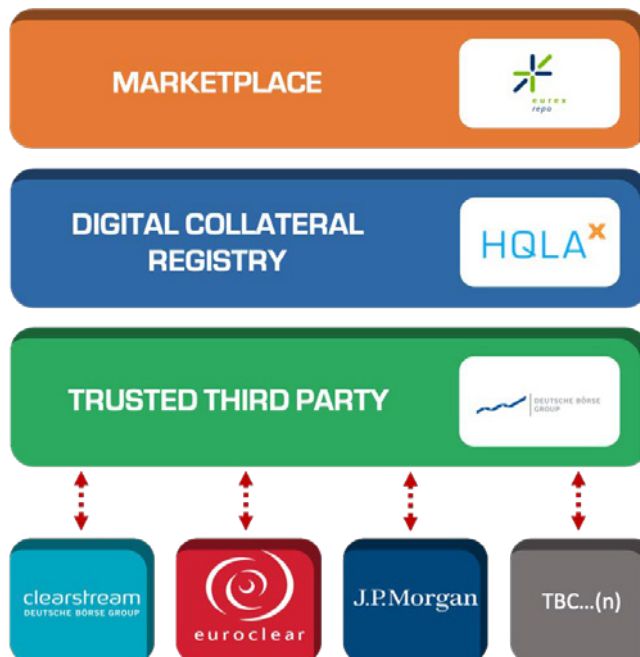 MARKETPLACE
eurex
repo
DIGITAL COLLATERAL
REGISTRY
HQLAX
TRUSTED THIRD PARTY
DEUTSCHE BÖRSE
GROUP
clearstream
DEUTSCHE BÖRSE GROUP
euroclear
J.P.Morgan
TBC...(n)